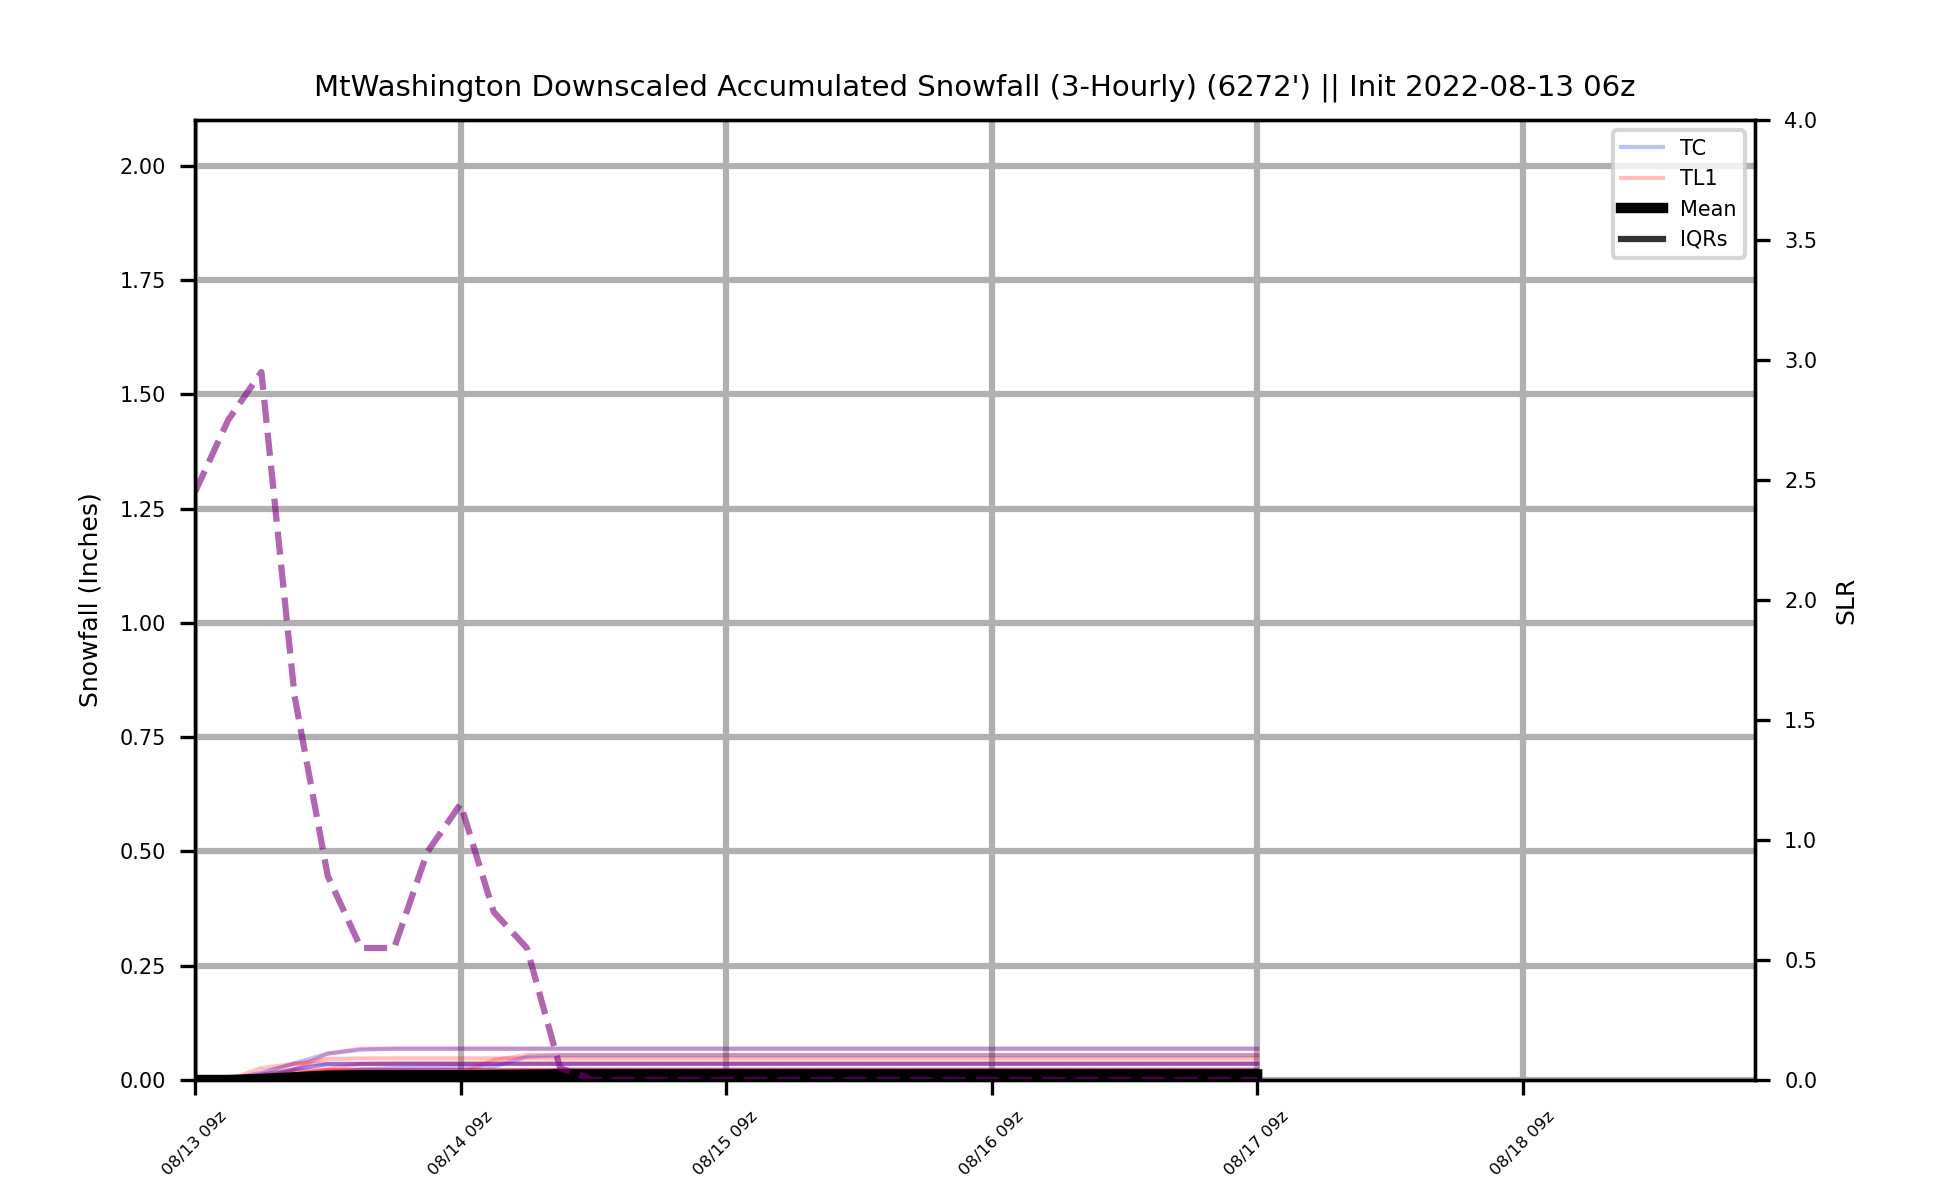 MtWashington Downscaled Accumulated Snowfall (3-Hourly) (6272') || Init 2022-08-13 06z
TC
TL1
Mean
IQRs
Snowfall (Inches)
2.00
1.75
1.50
1.25
1.00
0.75
0.50
0.25
0.00
4.0
3.5
3.0
2.5
2.0
1.5
1.0
0.5
0.0
SLR
08/13 09z
08/14 09z
08/15 09z
08/16 09z
08/17 09z
08/18 09z